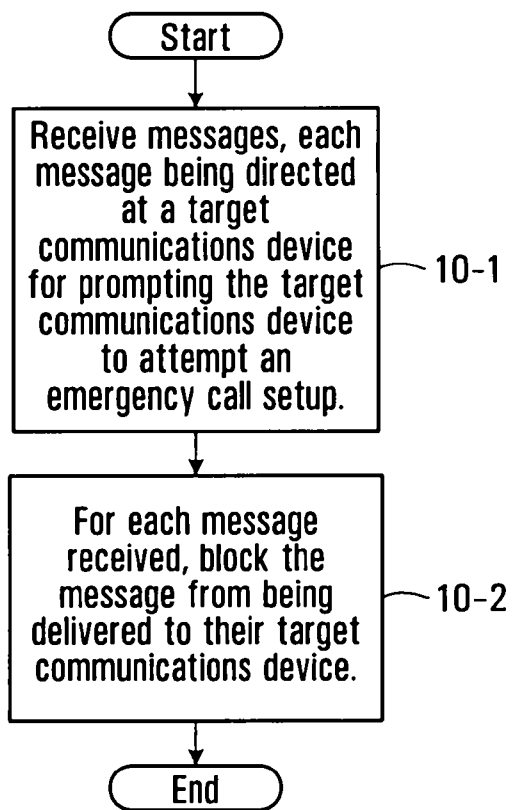 Start
Receive messages, each
message being directed
at a target
communications device
for prompting the target
communications device
to attempt an
emergency call setup.
10-1
For each message
received, block the
message from being
delivered to their target
communications device.
10-2
End